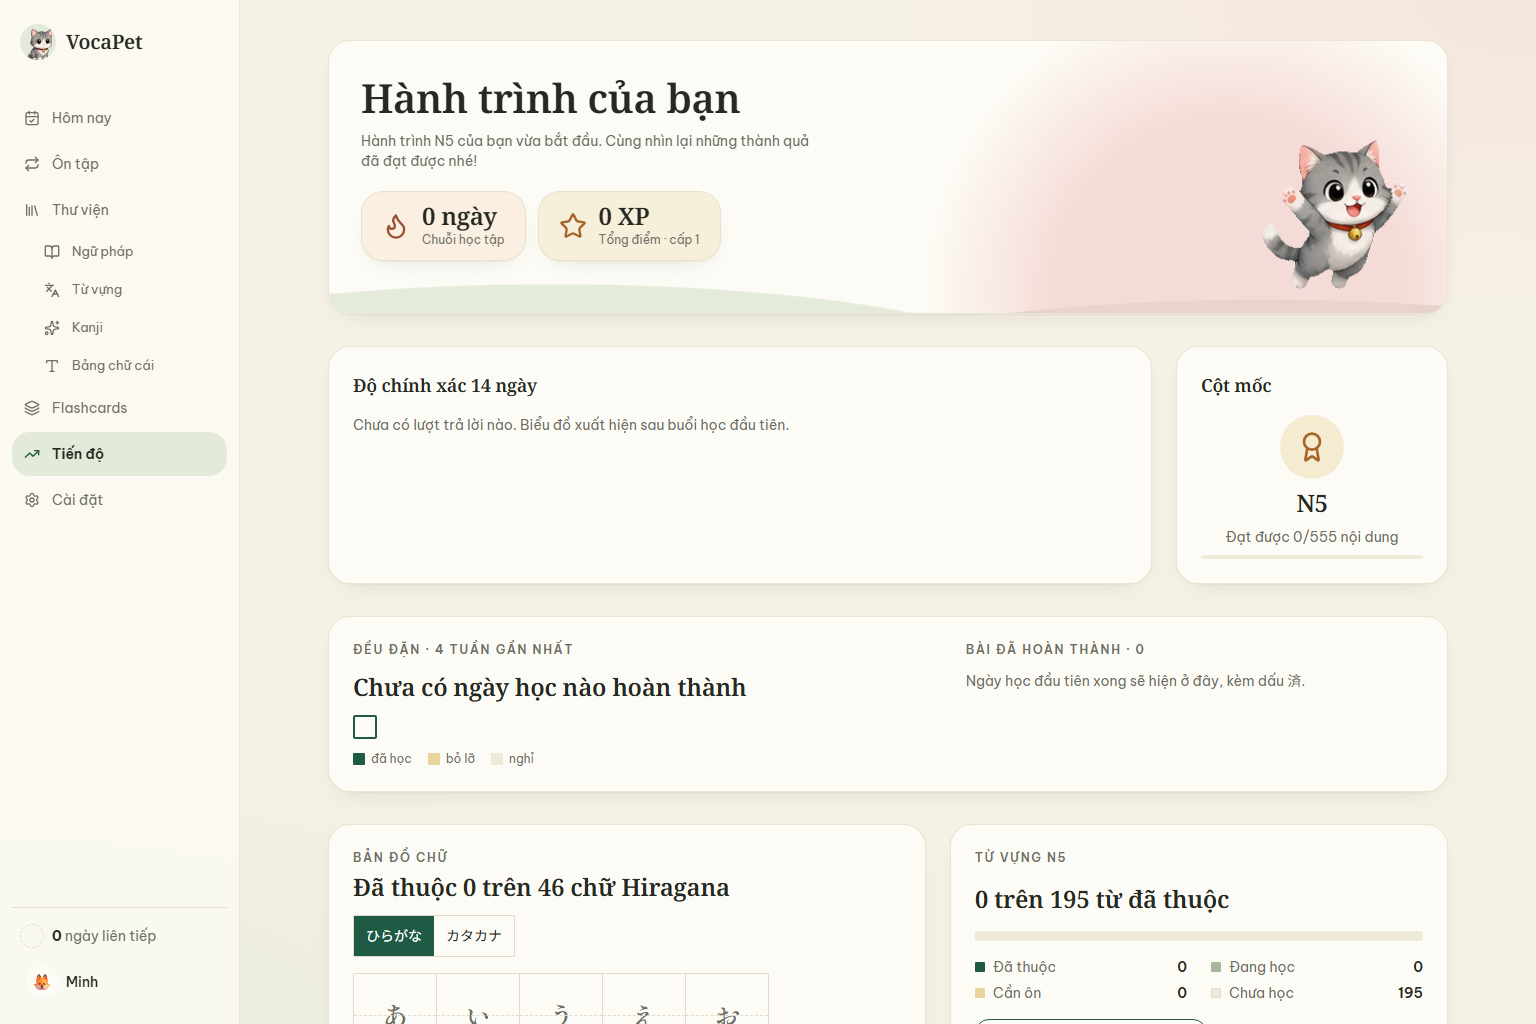 VocaPet
Hôm nay
Ôn tập
Thư viện
Ngữ pháp
Từ vựng
Kanji
Bảng chữ cái
Flashcards
Tiến độ
Cài đặt
0 ngày liên tiếp
Minh
Hành trình của bạn
Hành trình N5 của bạn vừa bắt đầu. Cùng nhìn lại những thành quả
đã đạt được nhé!
0 ngày
Chuỗi học tập
0 XP
Tổng điểm · cấp 1
Độ chính xác 14 ngày
Chưa có lượt trả lời nào. Biểu đồ xuất hiện sau buổi học đầu tiên.
Cột mốc
N5
Đạt được 0/555 nội dung
ĐỀU ĐẶN · 4 TUẦN GẦN NHẤT
Chưa có ngày học nào hoàn thành
đã học
bỏ lỡ
nghỉ
BÀI ĐÃ HOÀN THÀNH · 0
Ngày học đầu tiên xong sẽ hiện ở đây, kèm dấu 済.
BẢN ĐỒ CHỮ
Đã thuộc 0 trên 46 chữ Hiragana
ひらがな
カタカナ
あ い う え お
TỪ VỰNG N5
0 trên 195 từ đã thuộc
Đã thuộc 0
Đang học 0
Cần ôn 0
Chưa học 195